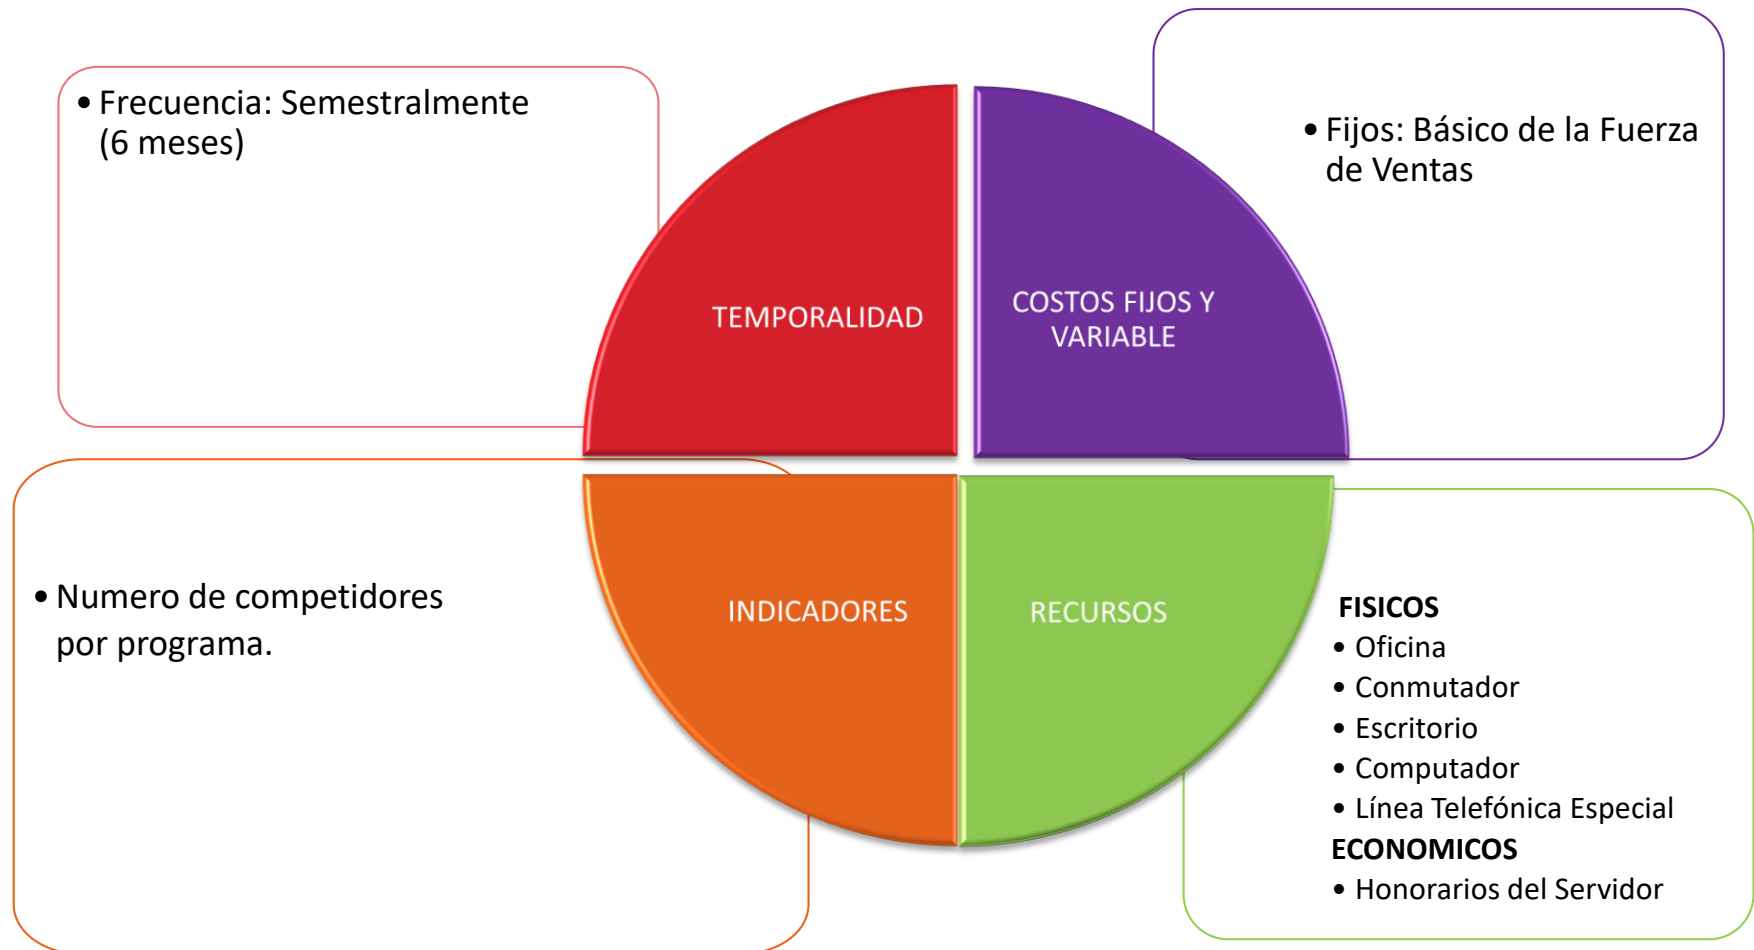 • Frecuencia: Semestralmente
(6 meses)
• Fijos: Básico de la Fuerza
de Ventas
TEMPORALIDAD
COSTOS FIJOS Y
VARIABLE
• Numero de competidores
por programa.
INDICADORES
RECURSOS
FISICOS
• Oficina
• Conmutador
• Escritorio
• Computador
• Línea Telefónica Especial
ECONOMICOS
• Honorarios del Servidor